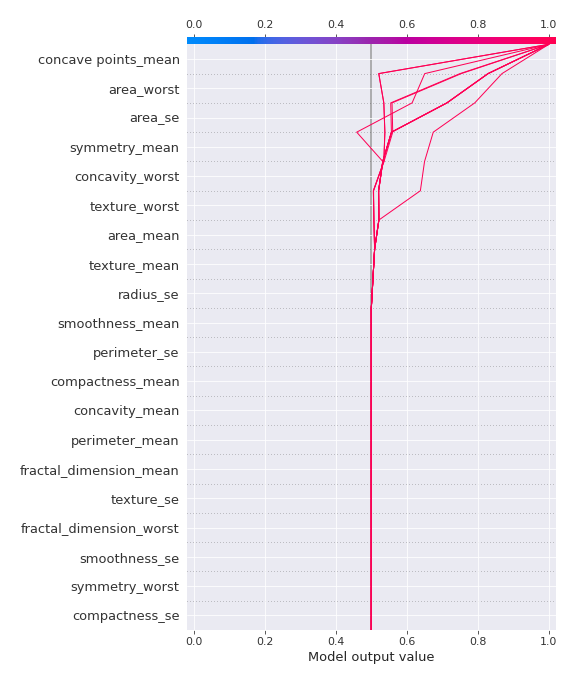 0.0 0.2 0.4 0.6 0.8 1.0
concave points_mean
area_worst
area_se
symmetry_mean
concavity_worst
texture_worst
area_mean
texture_mean
radius_se
smoothness_mean
perimeter_se
compactness_mean
concavity_mean
perimeter_mean
fractal_dimension_mean
texture_se
fractal_dimension_worst
smoothness_se
symmetry_worst
compactness_se
0.0 0.2 0.4 0.6 0.8 1.0
Model output value